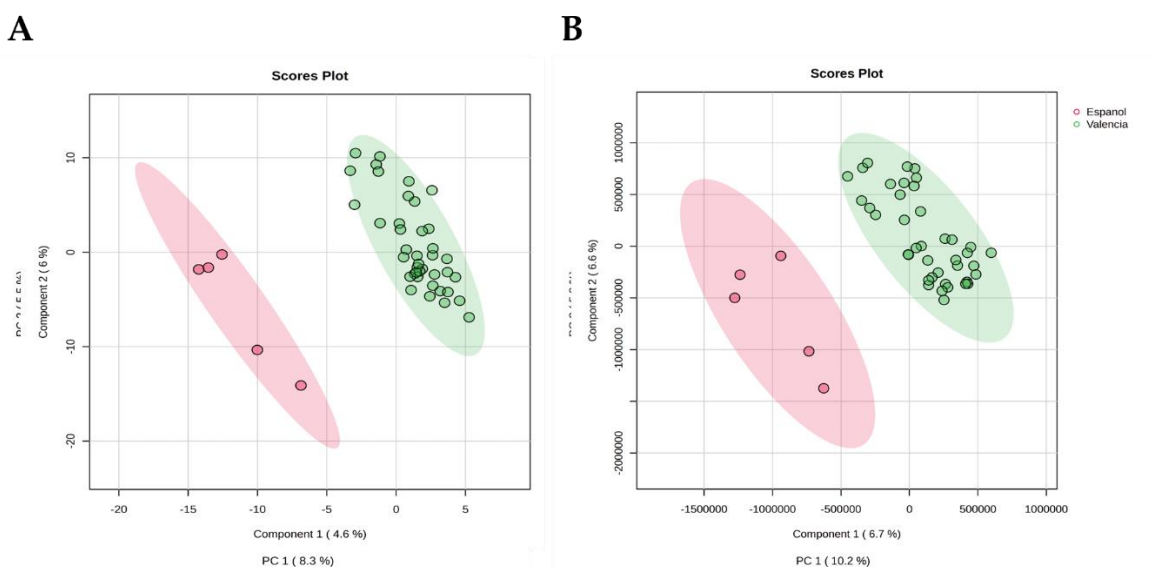 A
B
Scores Plot
10
0
-10
-20
Component 2 ( 6 %)
-20
-15
-10
-5
0
5
Component 1 ( 4.6 %)
PC 1 ( 8.3 %)
Scores Plot
1000000
500000
0
-500000
-1000000
-2000000
Component 2 ( 6.6 %)
-1500000
-1000000
-500000
0
500000
1000000
Component 1 ( 6.7 %)
PC 1 ( 10.2 %)
Espanol
Valencia